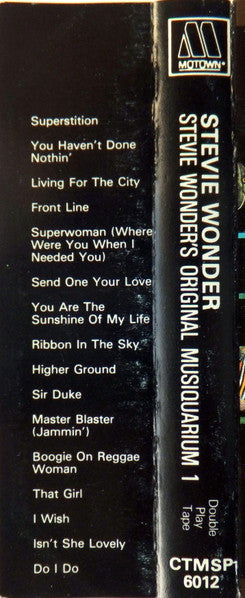 Superstition
You Haven't Done
Nothin'
Living For The City
Front Line
Superwoman (Where
Were You When I
Needed You)
Send One Your Love
You Are The
Sunshine Of My Life
Ribbon In The Sky
Higher Ground
Sir Duke
Master Blaster
(Jammin')
Boogie On Reggae
Woman
That Girl
I Wish
Isn't She Lovely
Do I Do
MOTOWN®
STEVIE WONDER
STEVIE WONDER'S ORIGINAL MUSIQUARIUM 1
Double
Play
Tape
CTMSP
6012